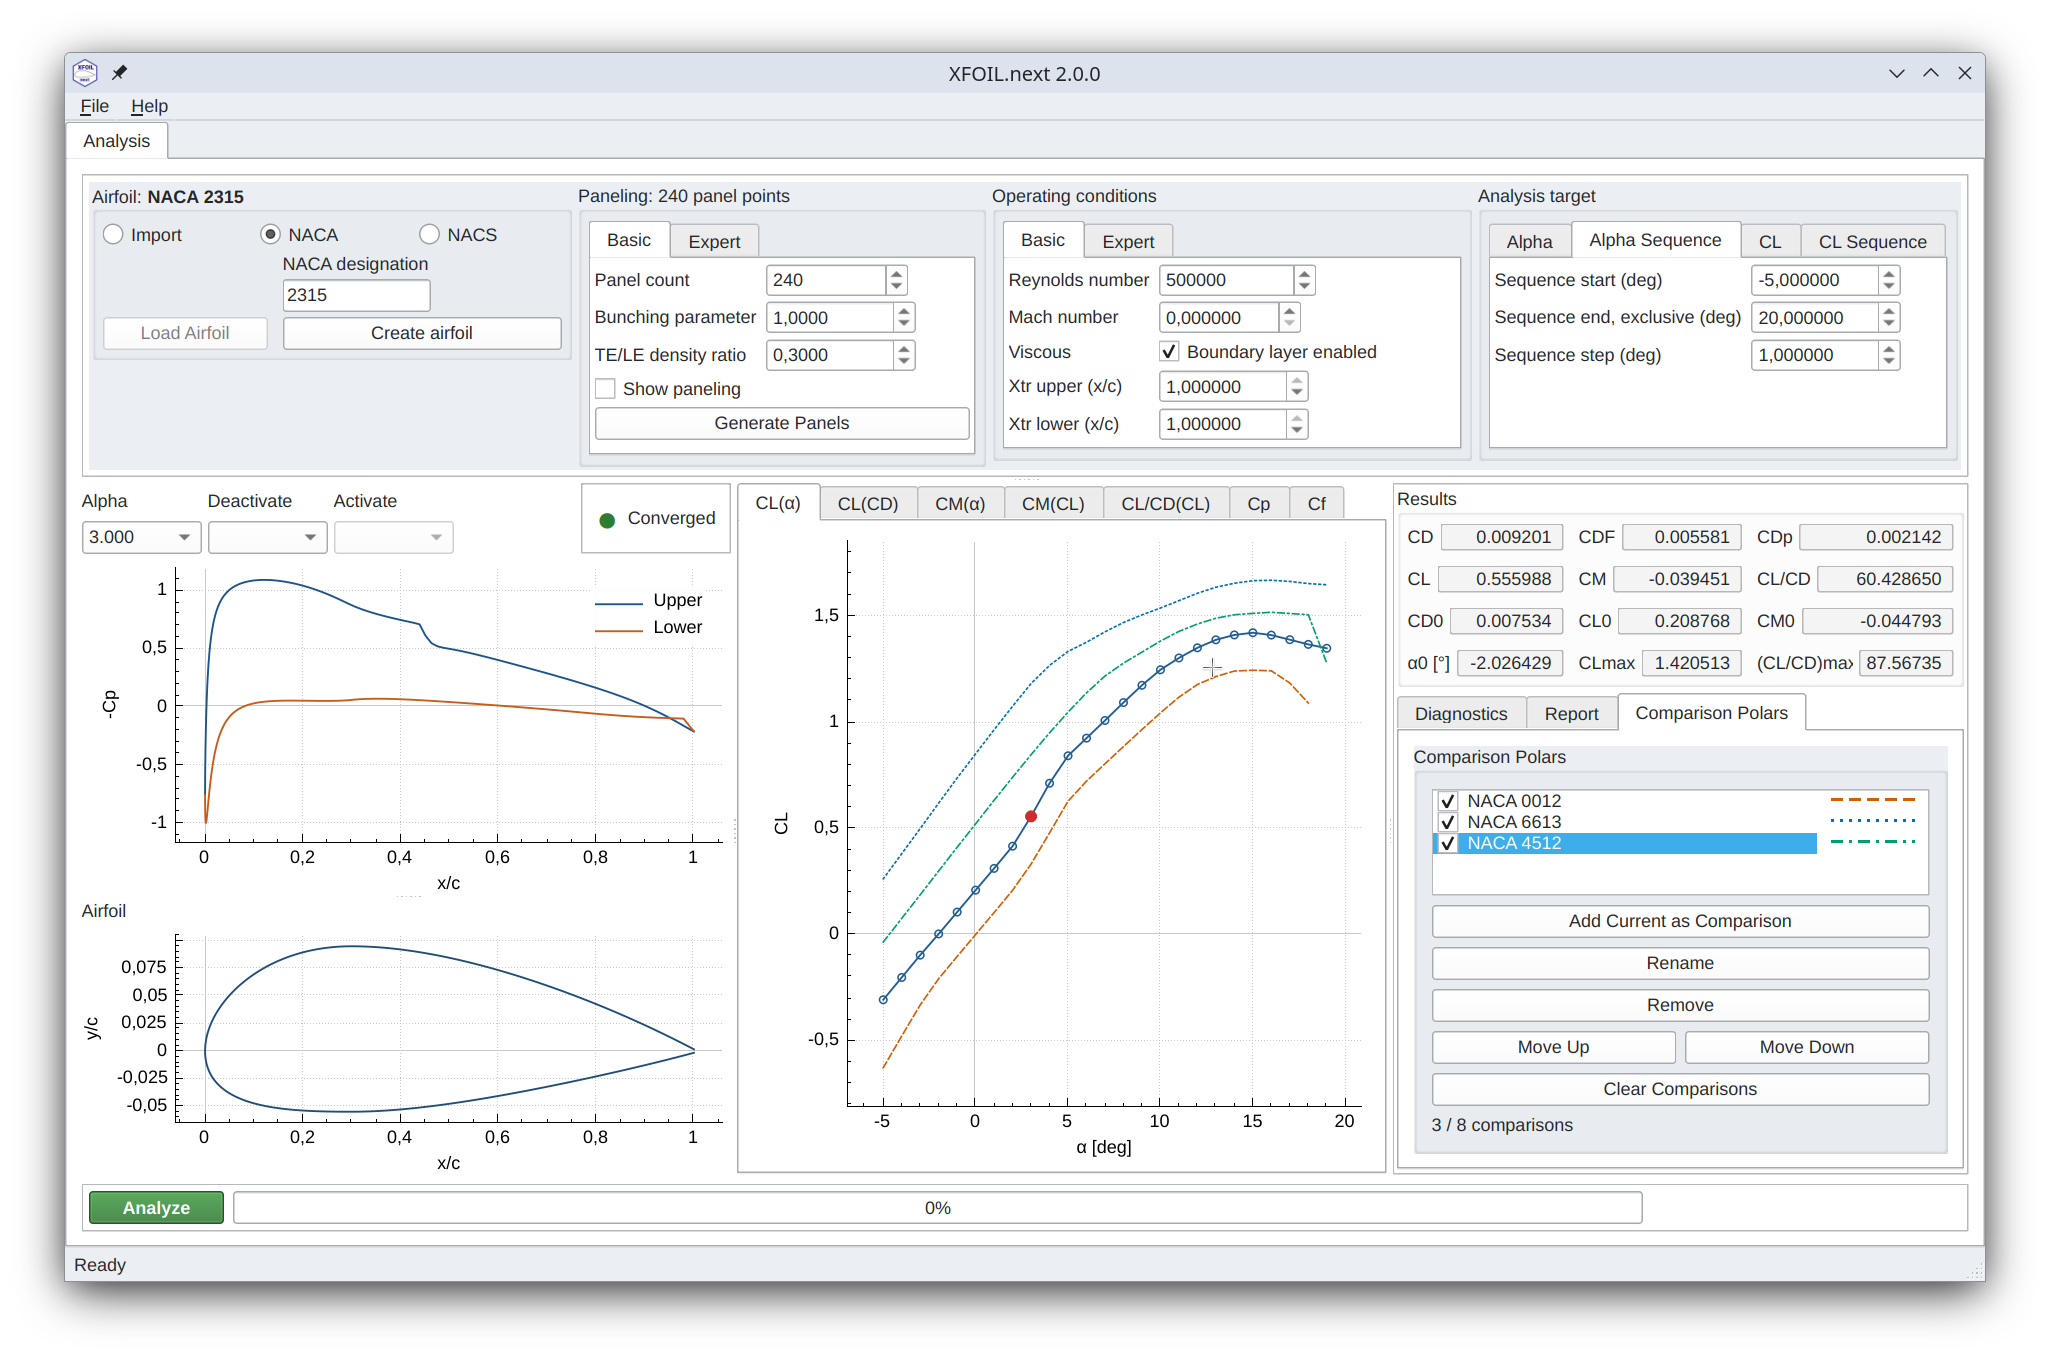 XFOIL.next 2.0.0
File Help
Analysis
Airfoil: NACA 2315
Import NACA NACS
NACA designation
2315
Load Airfoil Create airfoil
Paneling: 240 panel points
Basic Expert
Panel count 240
Bunching parameter 1,0000
TE/LE density ratio 0,3000
Show paneling
Generate Panels
Operating conditions
Basic Expert
Reynolds number 500000
Mach number 0,000000
Viscous Boundary layer enabled
Xtr upper (x/c) 1,000000
Xtr lower (x/c) 1,000000
Analysis target
Alpha Alpha Sequence CL CL Sequence
Sequence start (deg) -5,000000
Sequence end, exclusive (deg) 20,000000
Sequence step (deg) 1,000000
Alpha Deactivate Activate
3.000
Converged
Upper
Lower
1
0,5
0
-0,5
-1
-Cp
0 0,2 0,4 0,6 0,8 1
x/c
Airfoil
0,075
0,05
0,025
0
-0,025
-0,05
y/c
0 0,2 0,4 0,6 0,8 1
x/c
CL(α) CL(CD) CM(α) CM(CL) CL/CD(CL) Cp Cf
1,5
1
0,5
0
-0,5
CL
-5 0 5 10 15 20
α [deg]
Results
CD 0.009201 CDF 0.005581 CDp 0.002142
CL 0.555988 CM -0.039451 CL/CD 60.428650
CD0 0.007534 CL0 0.208768 CM0 -0.044793
α0 [°] -2.026429 CLmax 1.420513 (CL/CD)max 87.56735
Diagnostics Report Comparison Polars
Comparison Polars
NACA 0012
NACA 6613
NACA 4512
Add Current as Comparison
Rename
Remove
Move Up Move Down
Clear Comparisons
3 / 8 comparisons
Analyze 0%
Ready